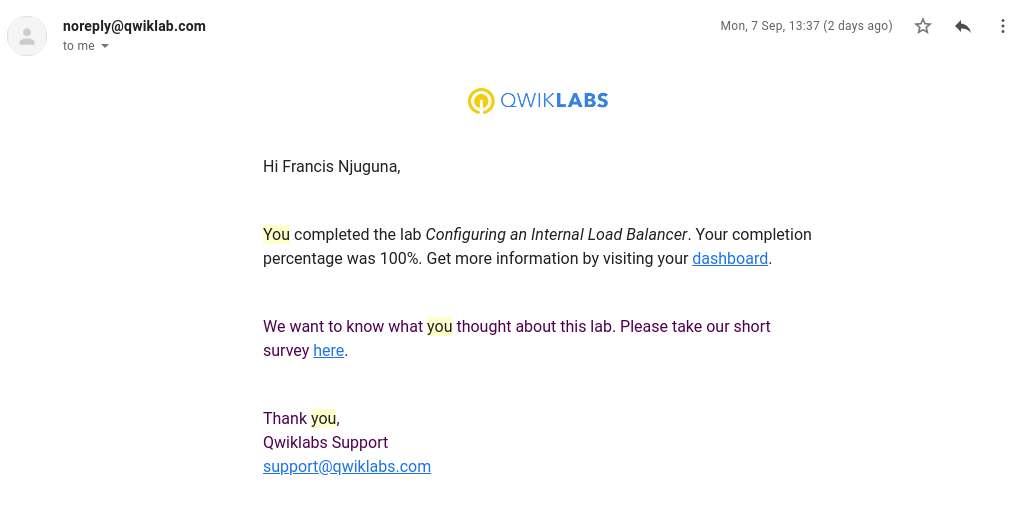 noreply@qwiklab.com
Mon, 7 Sep, 13:37 (2 days ago)
to me
QWIKLABS
Hi Francis Njuguna,
You completed the lab Configuring an Internal Load Balancer. Your completion
percentage was 100%. Get more information by visiting your dashboard.
We want to know what you thought about this lab. Please take our short
survey here.
Thank you,
Qwiklabs Support
support@qwiklabs.com